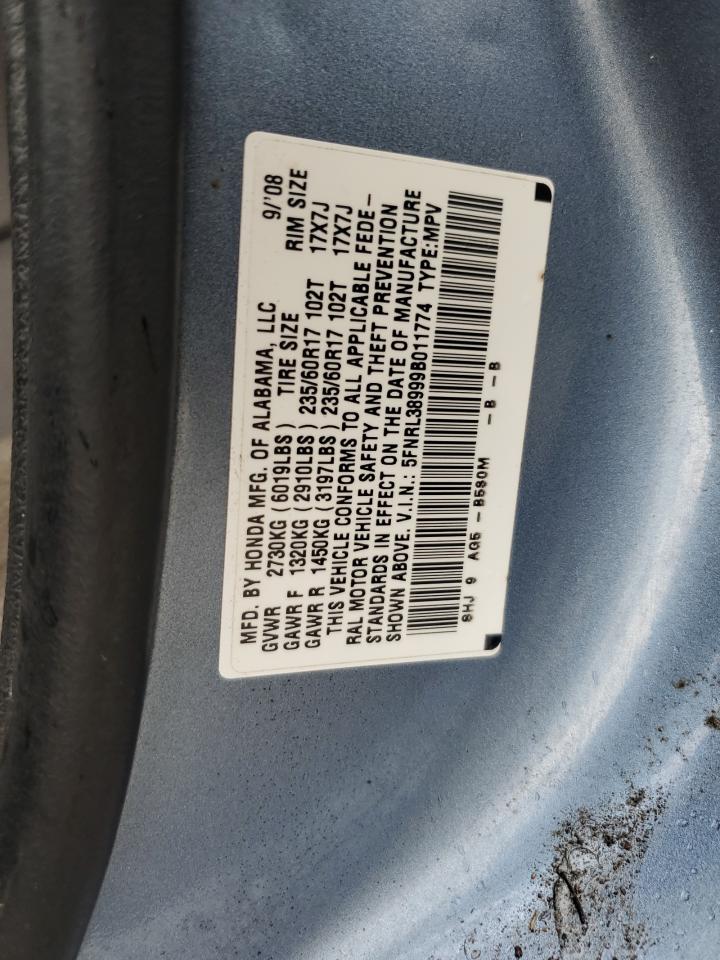 MFD. BY HONDA MFG. OF ALABAMA, LLC 9/'08
GVWR 2730KG ( 6019LBS ) TIRE SIZE RIM SIZE
GAWR F 1320KG ( 2910LBS ) 235/60R17 102T 17X7J
GAWR R 1450KG ( 3197LBS ) 235/60R17 102T 17X7J
THIS VEHICLE CONFORMS TO ALL APPLICABLE FEDE-
RAL MOTOR VEHICLE SAFETY AND THEFT PREVENTION
STANDARDS IN EFFECT ON THE DATE OF MANUFACTURE
SHOWN ABOVE. V.I.N.: 5FNRL38999B011774 TYPE:MPV
SHJ 9 AG5 - B580M - B - B